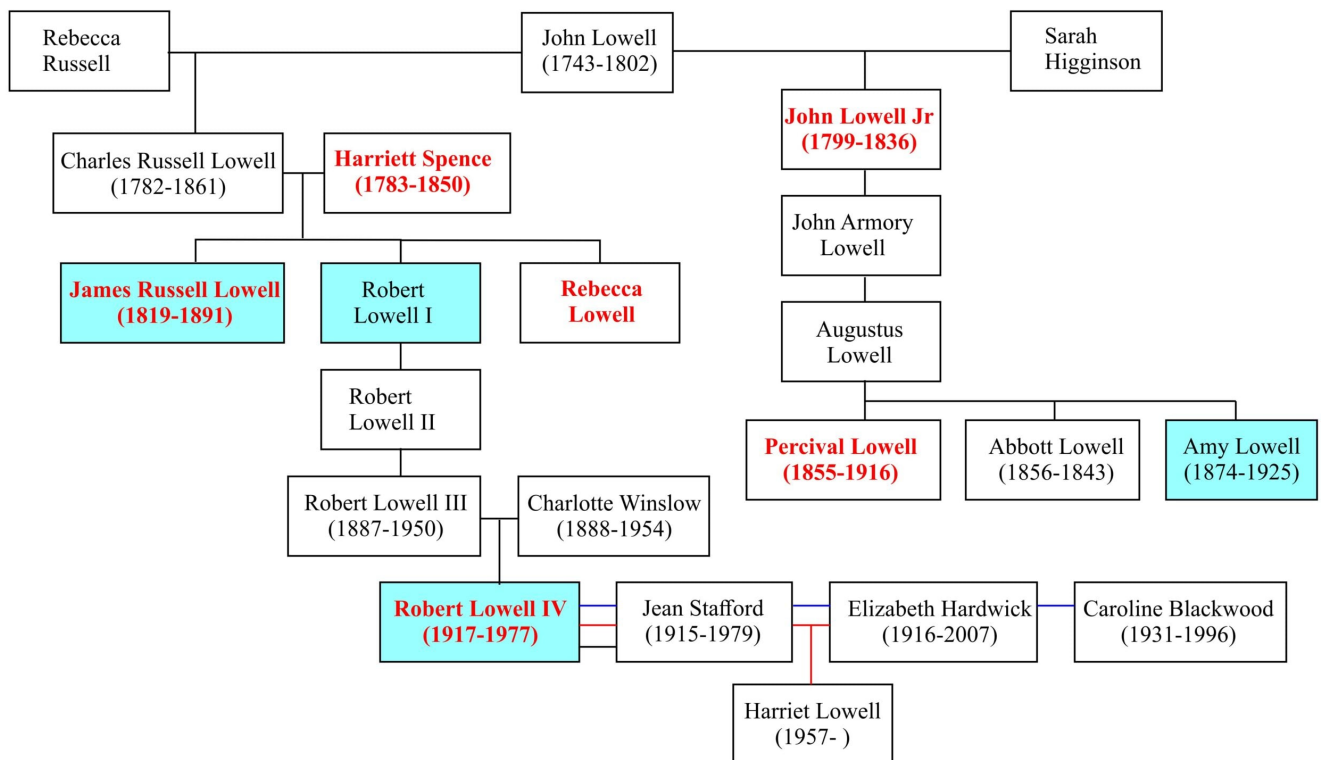 Rebecca
Russell
John Lowell
(1743-1802)
Sarah
Higginson
John Lowell Jr
(1799-1836)
Charles Russell Lowell
(1782-1861)
Harriett Spence
(1783-1850)
John Armory
Lowell
James Russell Lowell
(1819-1891)
Robert
Lowell I
Rebecca
Lowell
Augustus
Lowell
Robert
Lowell II
Percival Lowell
(1855-1916)
Abbott Lowell
(1856-1843)
Amy Lowell
(1874-1925)
Robert Lowell III
(1887-1950)
Charlotte Winslow
(1888-1954)
Robert Lowell IV
(1917-1977)
Jean Stafford
(1915-1979)
Elizabeth Hardwick
(1916-2007)
Caroline Blackwood
(1931-1996)
Harriet Lowell
(1957- )